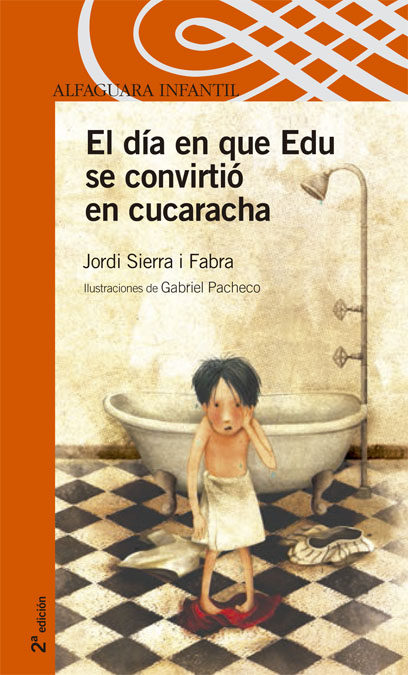 ALFAGUARA INFANTIL
El día en que Edu
se convirtió
en cucaracha
Jordi Sierra i Fabra
Ilustraciones de Gabriel Pacheco
2ª edición